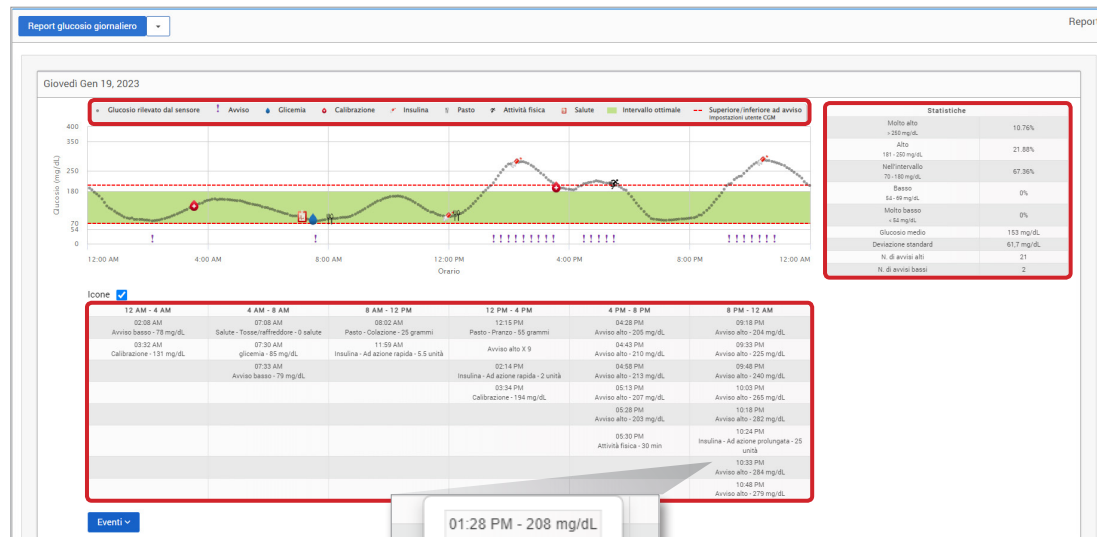 Report glucosio giornaliero
Report
Giovedì Gen 19, 2023
Glucosio rilevato dal sensore ! Avviso Glicemia Calibrazione Insulina Pasto Attività fisica Salute Intervallo ottimale Superiore/inferiore ad avviso
Impostazioni utente CGM
Glucosio (mg/dL)
400
350
250
180
70
54
0
12:00 AM 4:00 AM 8:00 AM 12:00 PM 4:00 PM 8:00 PM 12:00 AM
Orario
Statistiche
Molto alto
> 250 mg/dL
10.76%
Alto
181 - 250 mg/dL
21.88%
Nell'intervallo
70 - 180 mg/dL
67.36%
Basso
54 - 69 mg/dL
0%
Molto basso
< 54 mg/dL
0%
Glucosio medio 153 mg/dL
Deviazione standard 61,7 mg/dL
N. di avvisi alti 21
N. di avvisi bassi 2
Icone
12 AM - 4 AM 4 AM - 8 AM 8 AM - 12 PM 12 PM - 4 PM 4 PM - 8 PM 8 PM - 12 AM
02:08 AM 07:08 AM 08:02 AM 12:15 PM 04:28 PM 09:18 PM
Avviso basso - 78 mg/dL Salute - Tosse/raffreddore - 0 salute Pasto - Colazione - 25 grammi Pasto - Pranzo - 55 grammi Avviso alto - 205 mg/dL Avviso alto - 204 mg/dL
03:32 AM 07:30 AM 11:59 AM Avviso alto X 9 04:43 PM 09:33 PM
Calibrazione - 131 mg/dL glicemia - 85 mg/dL Insulina - Ad azione rapida - 5.5 unità Avviso alto - 210 mg/dL Avviso alto - 225 mg/dL
07:33 AM 02:14 PM 04:58 PM 09:48 PM
Avviso basso - 79 mg/dL Insulina - Ad azione rapida - 2 unità Avviso alto - 213 mg/dL Avviso alto - 240 mg/dL
03:34 PM 05:13 PM 10:03 PM
Calibrazione - 194 mg/dL Avviso alto - 207 mg/dL Avviso alto - 265 mg/dL
05:28 PM 10:18 PM
Avviso alto - 203 mg/dL Avviso alto - 282 mg/dL
05:30 PM 10:24 PM
Attività fisica - 30 min Insulina - Ad azione prolungata - 25
unità
10:33 PM
Avviso alto - 284 mg/dL
10:48 PM
Avviso alto - 279 mg/dL
Eventi
01:28 PM - 208 mg/dL